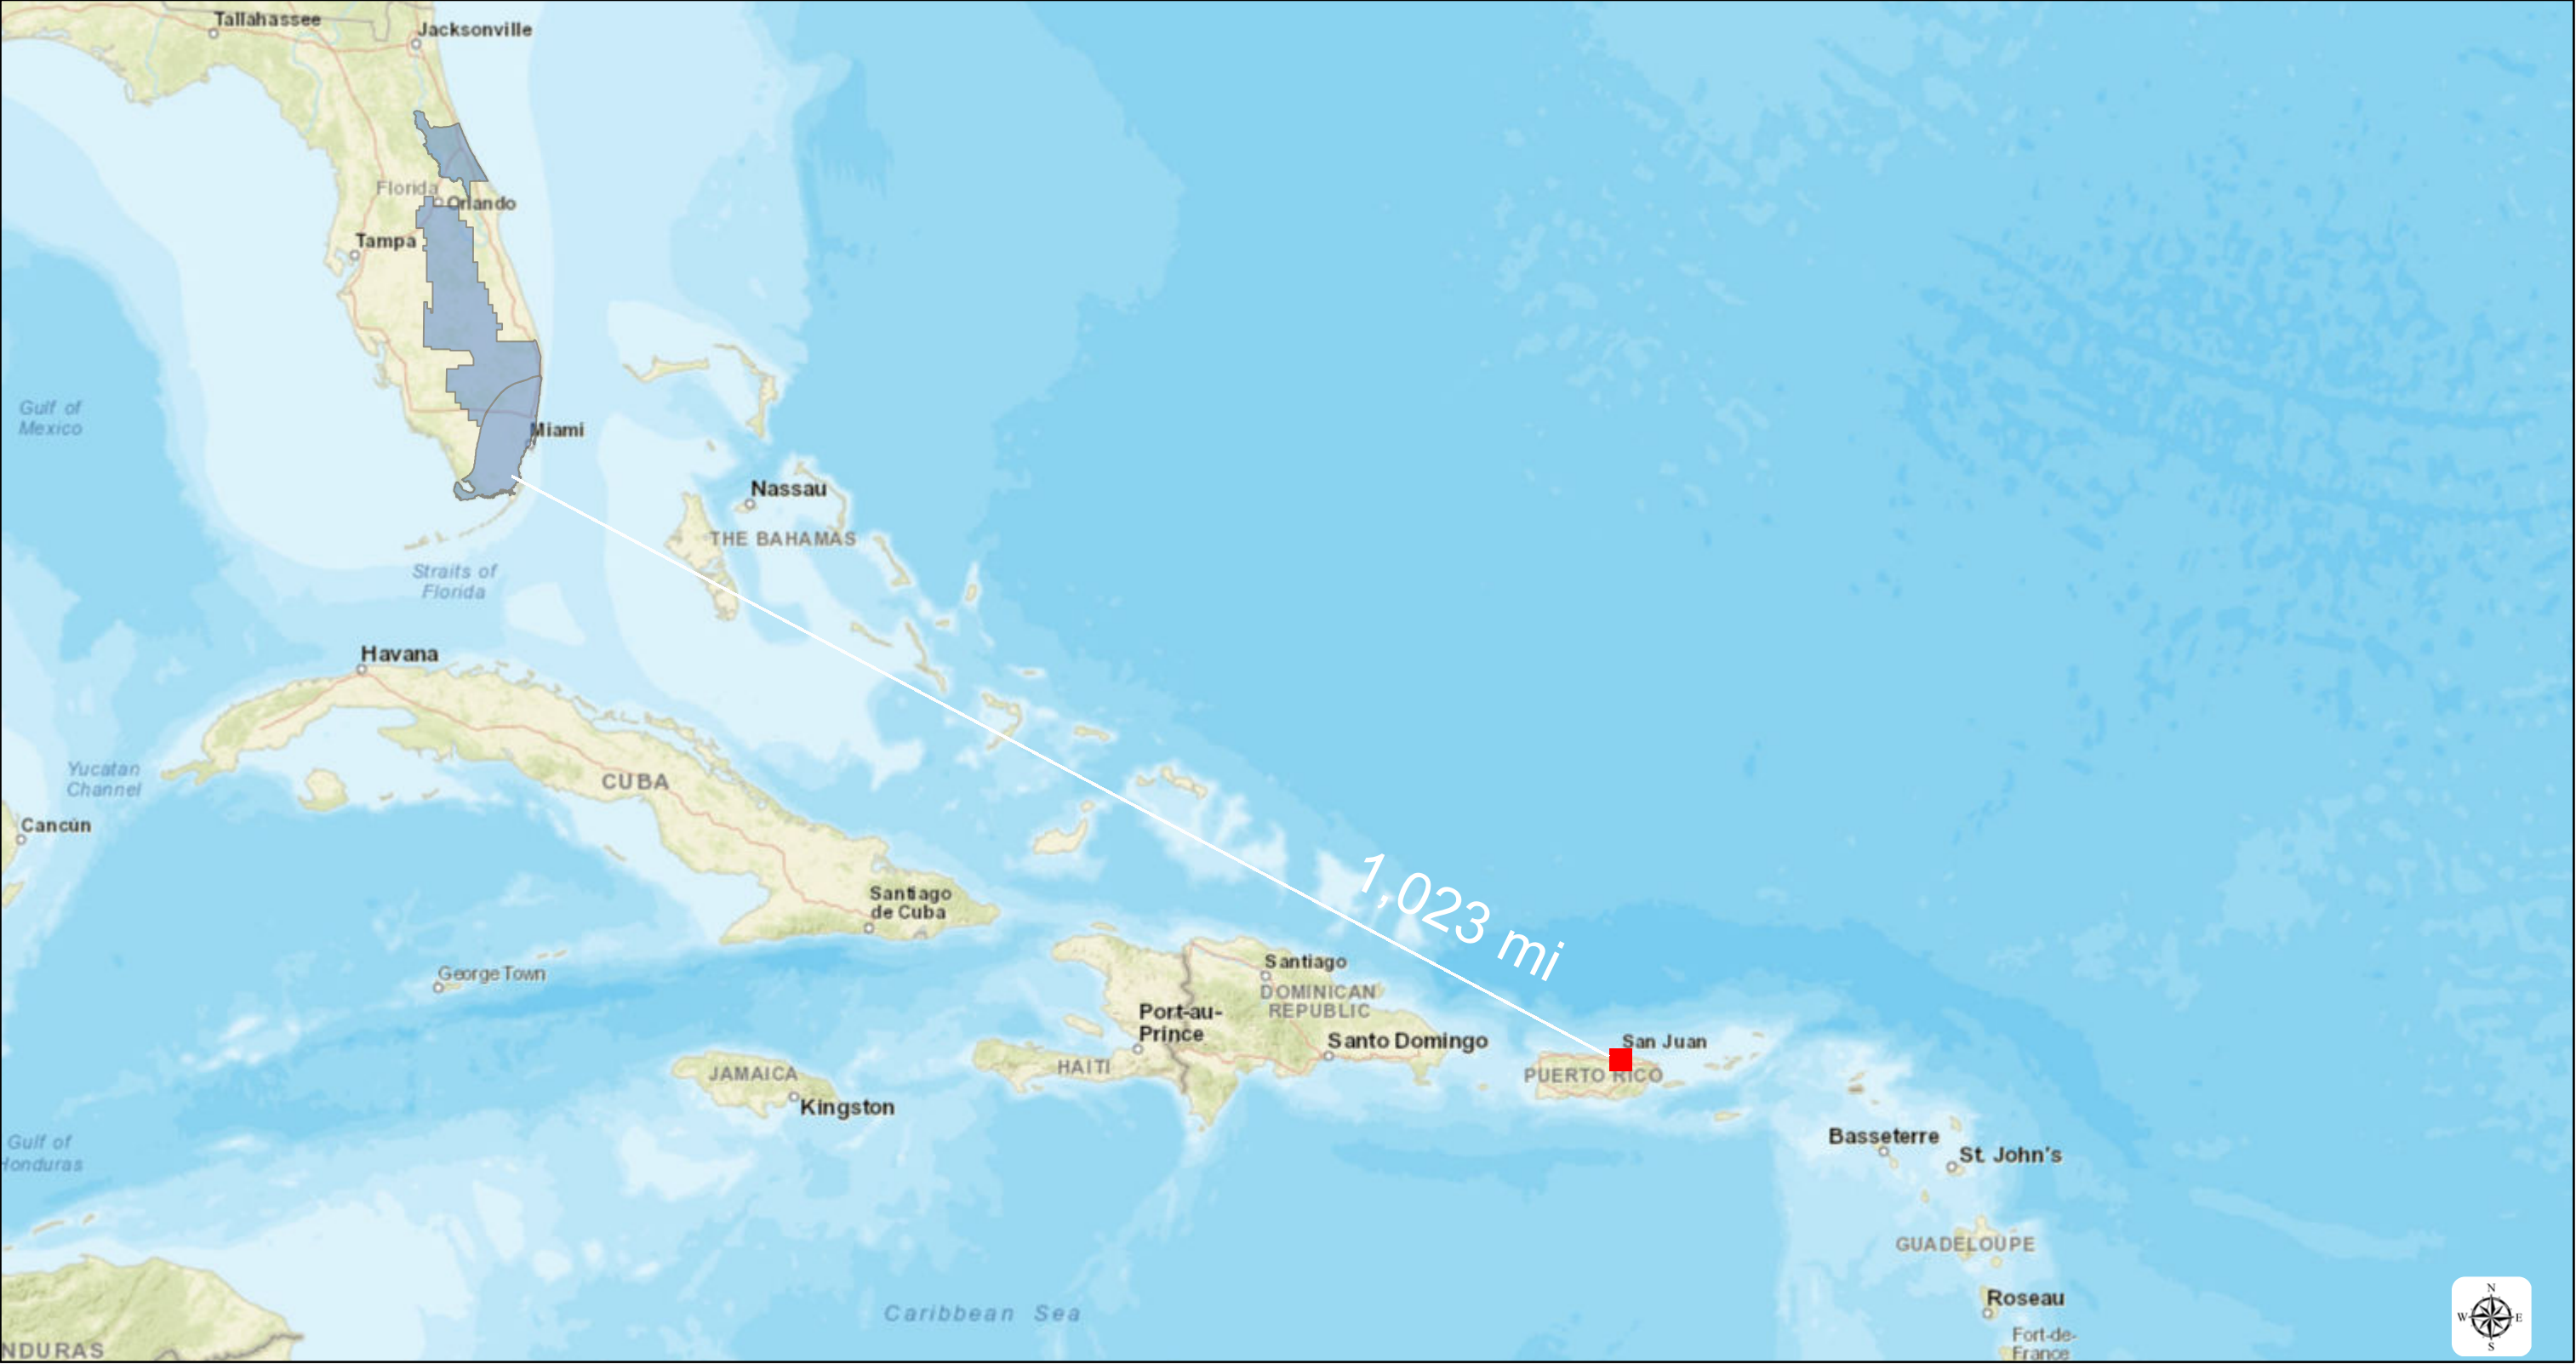 Tallahassee
Jacksonville
Florida
Orlando
Tampa
Gulf of
Mexico
Miami
Nassau
THE BAHAMAS
Straits of
Florida
Havana
Yucatan
Channel
CUBA
Cancún
1,023 mi
Santiago
de Cuba
George Town
Santiago
DOMINICAN
REPUBLIC
Port-au-
Prince
Santo Domingo
San Juan
HAITI
JAMAICA
PUERTO RICO
Kingston
Gulf of
Honduras
Basseterre
St. John's
GUADELOUPE
Roseau
Caribbean Sea
Fort-de-
France
NDURAS
N
W E
S